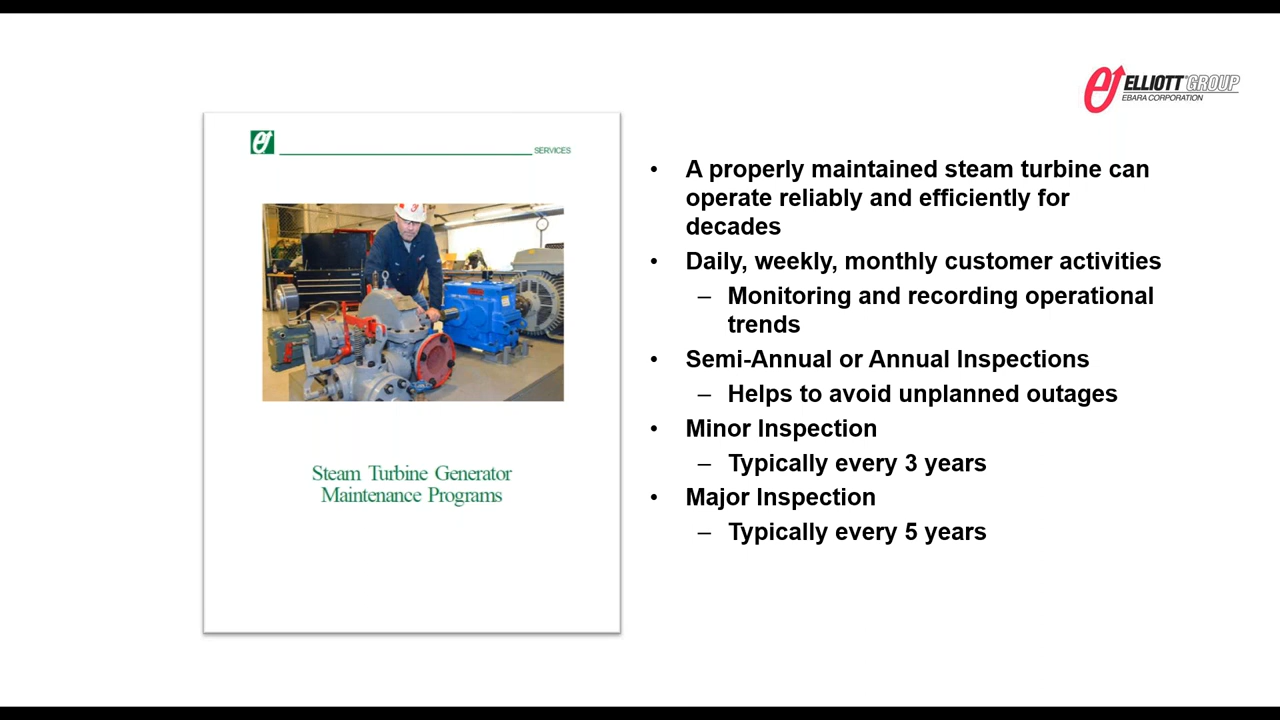 ELLIOTT GROUP
EBARA CORPORATION
SERVICES
Steam Turbine Generator
Maintenance Programs
• A properly maintained steam turbine can
operate reliably and efficiently for
decades
• Daily, weekly, monthly customer activities
– Monitoring and recording operational
trends
• Semi-Annual or Annual Inspections
– Helps to avoid unplanned outages
• Minor Inspection
– Typically every 3 years
• Major Inspection
– Typically every 5 years